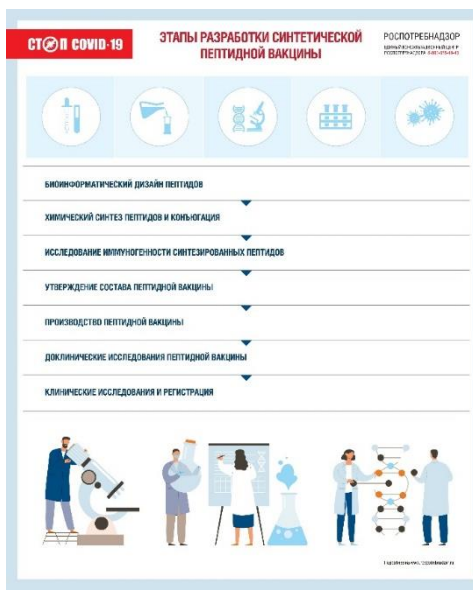 СТОП COVID-19
ЭТАПЫ РАЗРАБОТКИ СИНТЕТИЧЕСКОЙ
ПЕПТИДНОЙ ВАКЦИНЫ
РОСПОТРЕБНАДЗОР
БИОИНФОРМАТИЧЕСКИЙ ДИЗАЙН ПЕПТИДОВ
ХИМИЧЕСКИЙ СИНТЕЗ ПЕПТИДОВ И КОНЪЮГАЦИЯ
ИССЛЕДОВАНИЕ ИММУНОГЕННОСТИ СИНТЕЗИРОВАННЫХ ПЕПТИДОВ
УТВЕРЖДЕНИЕ СОСТАВА ПЕПТИДНОЙ ВАКЦИНЫ
ПРОИЗВОДСТВО ПЕПТИДНОЙ ВАКЦИНЫ
ДОКЛИНИЧЕСКИЕ ИССЛЕДОВАНИЯ ПЕПТИДНОЙ ВАКЦИНЫ
КЛИНИЧЕСКИЕ ИССЛЕДОВАНИЯ И РЕГИСТРАЦИЯ